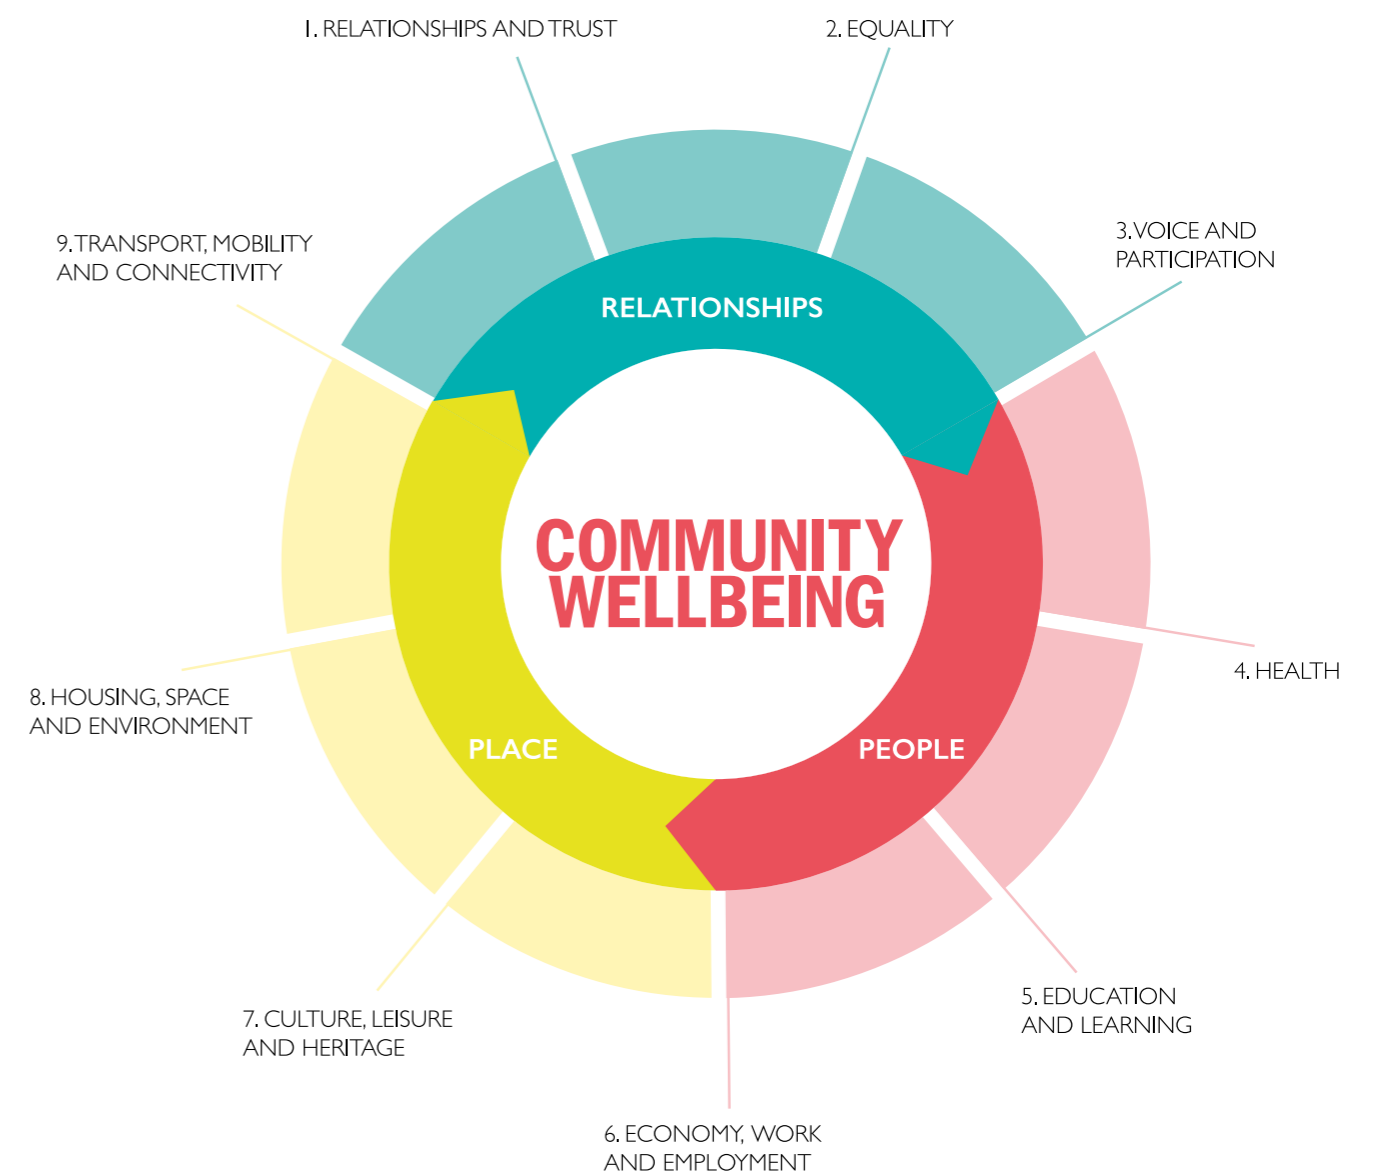 1. RELATIONSHIPS AND TRUST
2. EQUALITY
3. VOICE AND
PARTICIPATION
4. HEALTH
5. EDUCATION
AND LEARNING
6. ECONOMY, WORK
AND EMPLOYMENT
7. CULTURE, LEISURE
AND HERITAGE
8. HOUSING, SPACE
AND ENVIRONMENT
9. TRANSPORT, MOBILITY
AND CONNECTIVITY
RELATIONSHIPS
PEOPLE
PLACE
COMMUNITY
WELLBEING